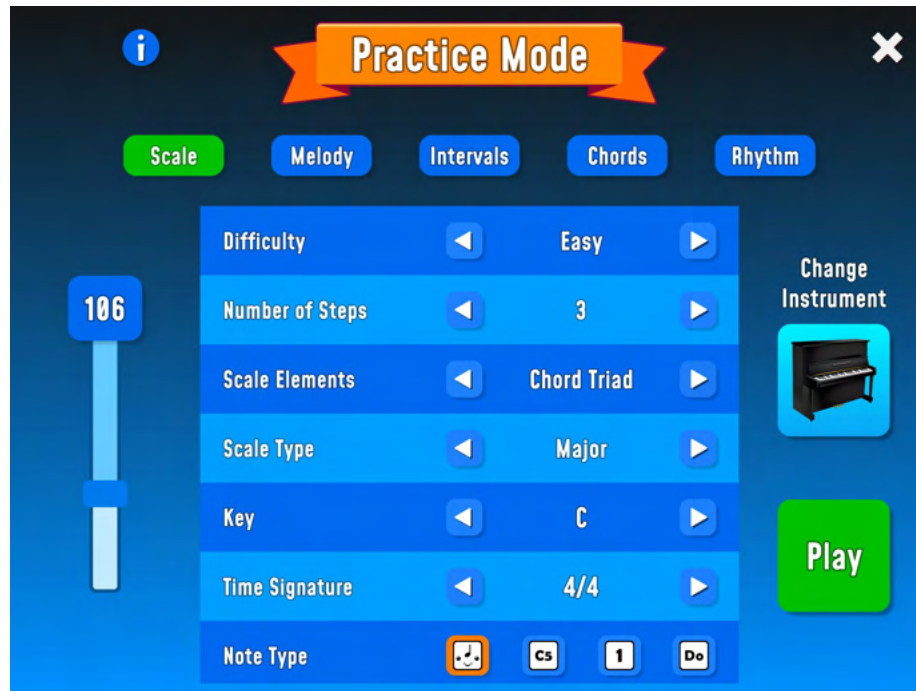 i
Practice Mode
Scale Melody Intervals Chords Rhythm
106
Difficulty Easy
Number of Steps 3
Scale Elements Chord Triad
Scale Type Major
Key C
Time Signature 4/4
Note Type C5 1 Do
Change
Instrument
Play